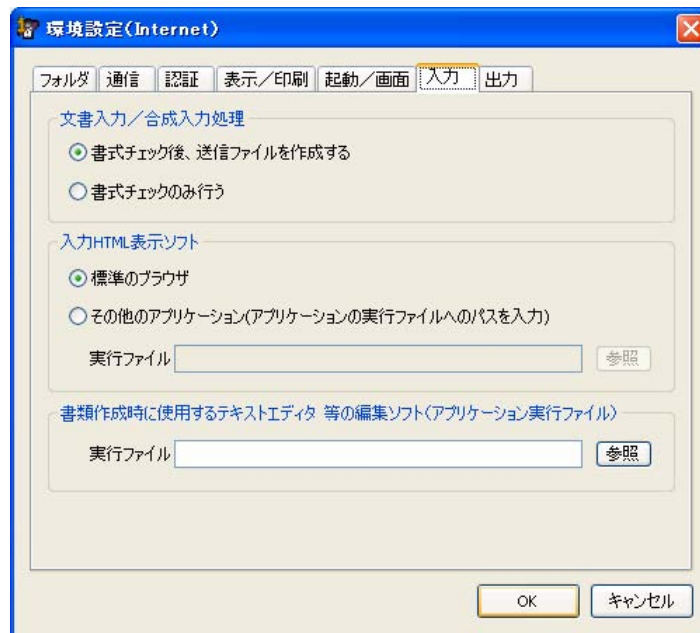 環境設定(Internet)
フォルダ 通信 認証 表示／印刷 起動／画面 入力 出力
文書入力／合成入力処理
書式チェック後、送信ファイルを作成する
書式チェックのみ行う
入力HTML表示ソフト
標準のブラウザ
その他のアプリケーション(アプリケーションの実行ファイルへのパスを入力)
実行ファイル 参照
書類作成時に使用するテキストエディタ 等の編集ソフト(アプリケーション実行ファイル)
実行ファイル 参照
OK キャンセル